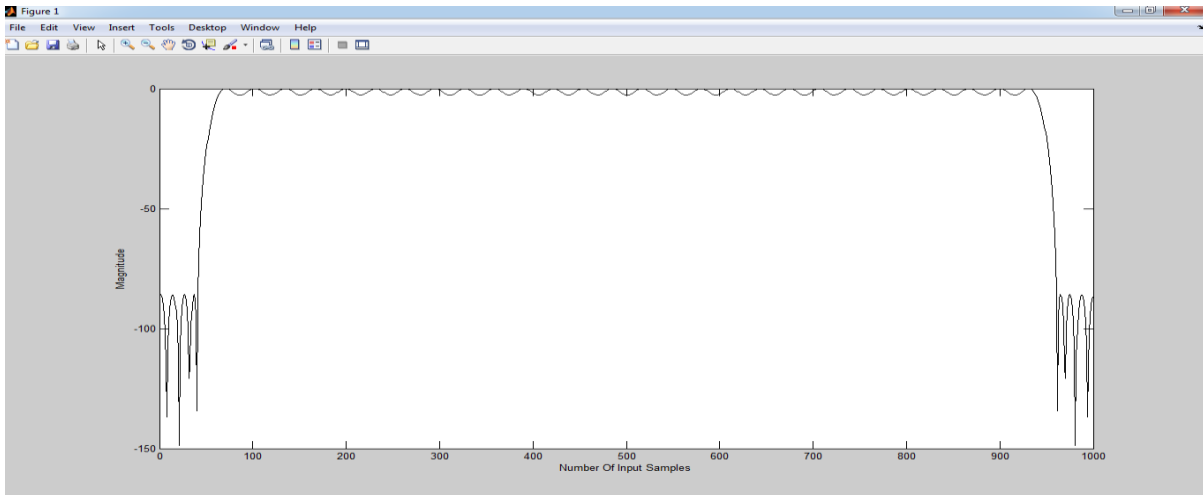 Figure 1
File Edit View Insert Tools Desktop Window Help
0
-50
-100
-150
Magnitude
0 100 200 300 400 500 600 700 800 900 1000
Number Of Input Samples